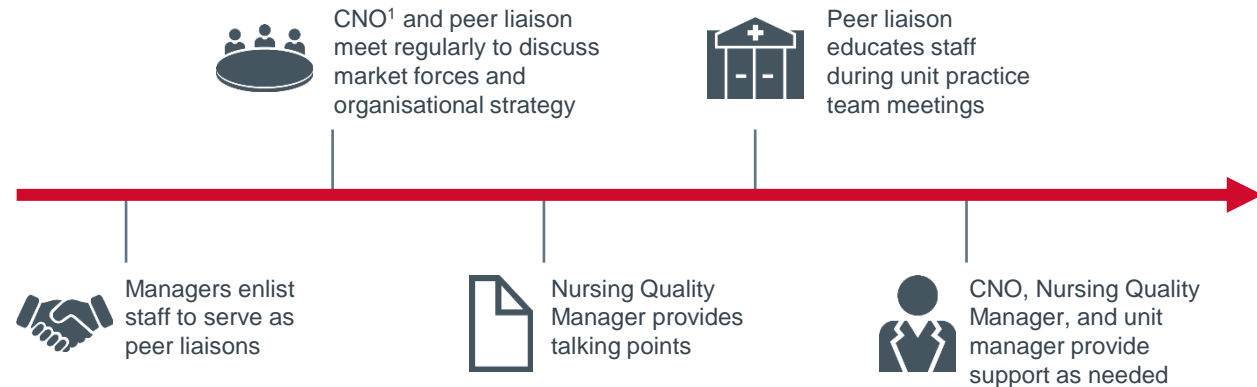 CNO¹ and peer liaison
meet regularly to discuss
market forces and
organisational strategy
Peer liaison
educates staff
during unit practice
team meetings
Managers enlist
staff to serve as
peer liaisons
Nursing Quality
Manager provides
talking points
CNO, Nursing Quality
Manager, and unit
manager provide
support as needed